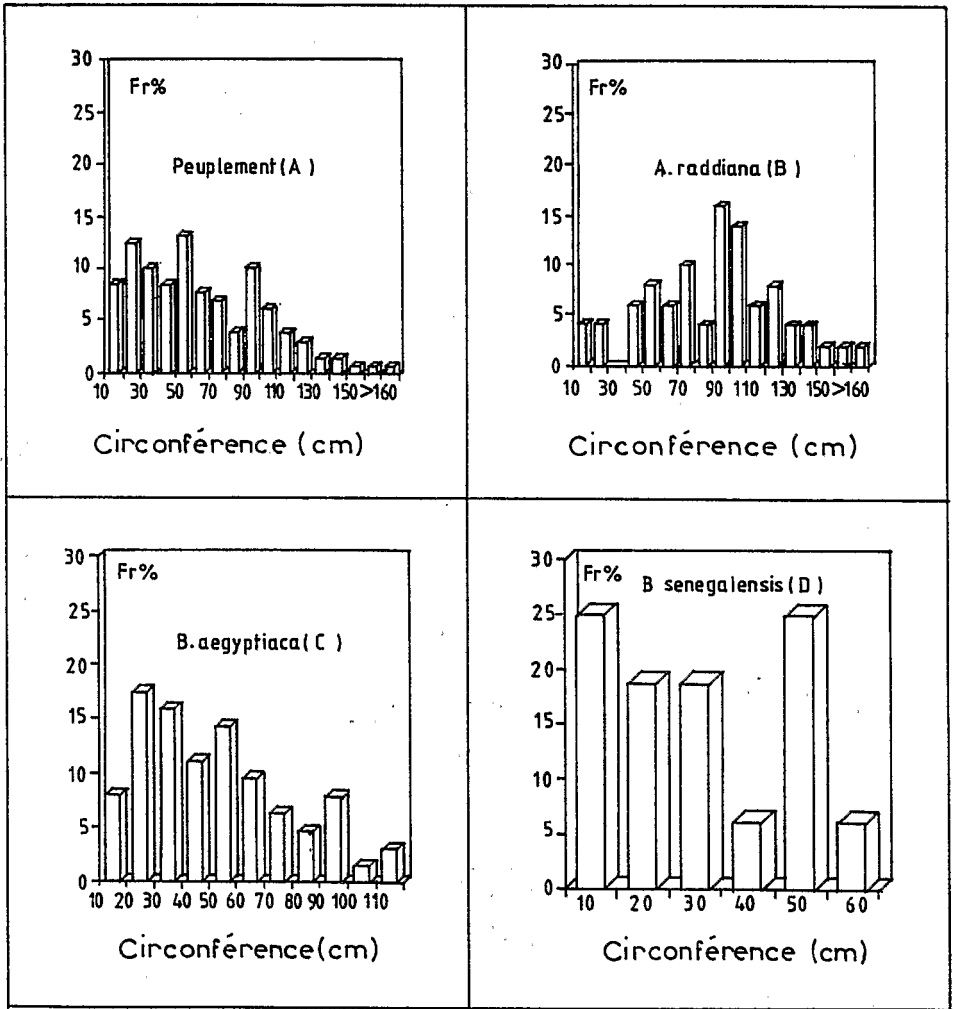 30
Fr%
25
20
Peuplement (A)
15
10
5
0
10 30 50 70 90 110 130 150 >160
Circonférence (cm)
30
Fr%
25
20
A. raddiana (B)
15
10
5
0
10 30 50 70 90 110 130 150 >160
Circonférence (cm)
30
Fr%
25
B. aegyptiaca (C)
20
15
10
5
0
10 20 30 40 50 60 70 80 90 100 110
Circonférence (cm)
30
Fr% B senegalensis (D)
25
20
15
10
5
0
10 20 30 40 50 60
Circonférence (cm)